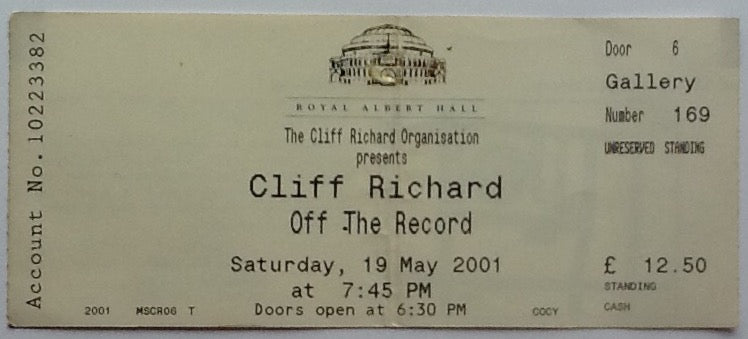 Account No. 10223382
ROYAL ALBERT HALL
The Cliff Richard Organisation
presents
Cliff Richard
Off The Record
Saturday, 19 May 2001
at 7:45 PM
Doors open at 6:30 PM
2001 MSCR06 T
CCCY
Door 6
Gallery
Number 169
UNRESERVED STANDING
£ 12.50
STANDING
CASH